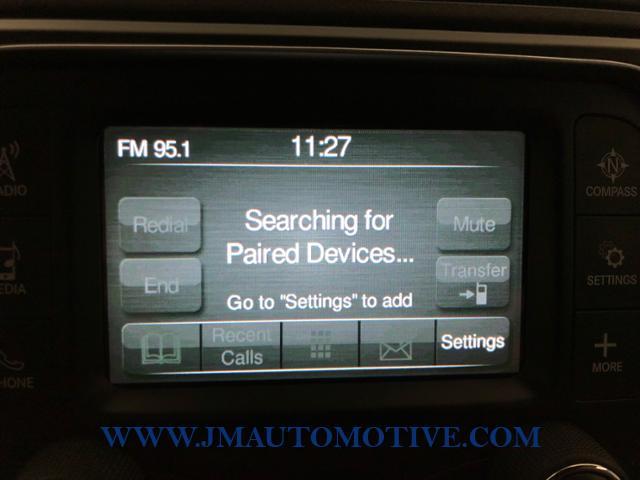 FM 95.1
11:27
Redial
Searching for
Paired Devices...
Mute
End
Transfer
Go to "Settings" to add
Recent
Calls
Settings
COMPASS
SETTINGS
MORE
WWW.JMAUTOMOTIVE.COM